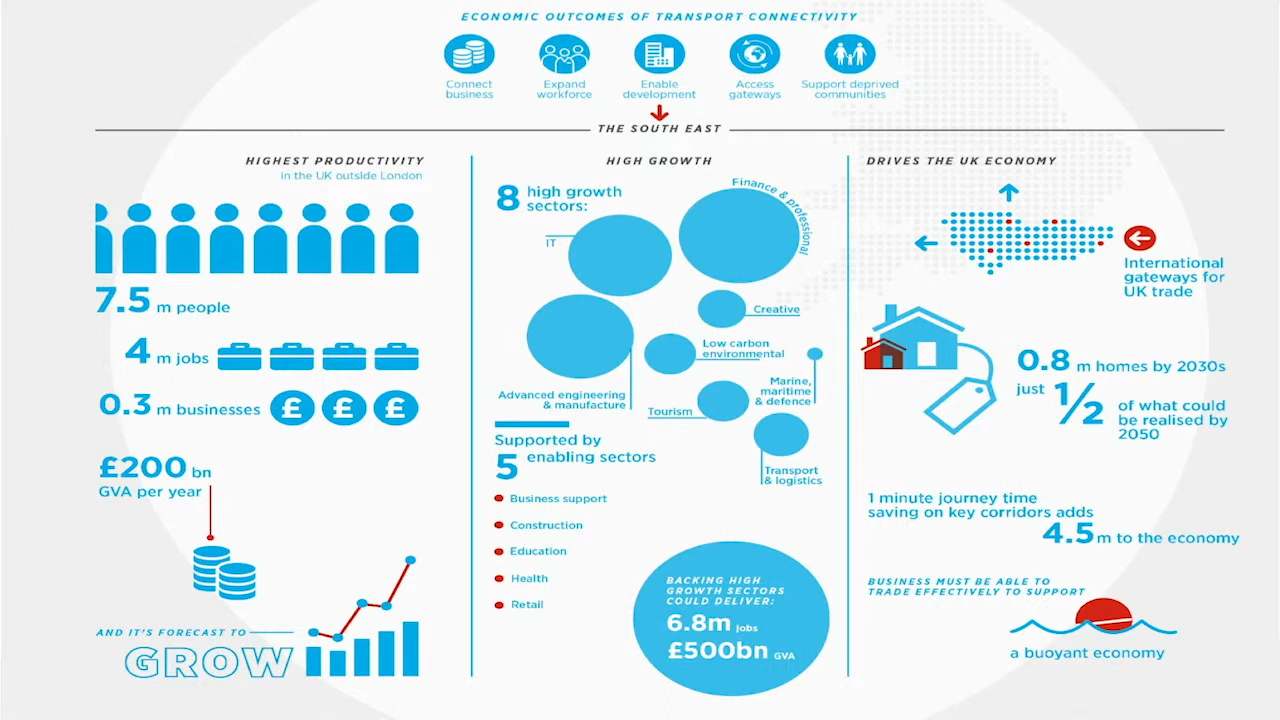 ECONOMIC OUTCOMES OF TRANSPORT CONNECTIVITY
Connect
business
Expand
workforce
Enable
development
Access
gateways
Support deprived
communities
THE SOUTH EAST
HIGHEST PRODUCTIVITY
in the UK outside London
7.5 m people
4 m jobs
0.3 m businesses
£ £ £
£200 bn
GVA per year
AND IT'S FORECAST TO
GROW
HIGH GROWTH
8 high growth
sectors:
Finance & professional
IT
Creative
Low carbon
environmental
Advanced engineering
& manufacture
Marine,
maritime
& defence
Tourism
Transport
& logistics
Supported by
5 enabling sectors
Business support
Construction
Education
Health
Retail
BACKING HIGH
GROWTH SECTORS
COULD DELIVER:
6.8m jobs
£500bn GVA
DRIVES THE UK ECONOMY
International
gateways for
UK trade
0.8 m homes by 2030s
just 1/2 of what could
be realised by
2050
1 minute journey time
saving on key corridors adds
4.5m to the economy
BUSINESS MUST BE ABLE TO
TRADE EFFECTIVELY TO SUPPORT
a buoyant economy